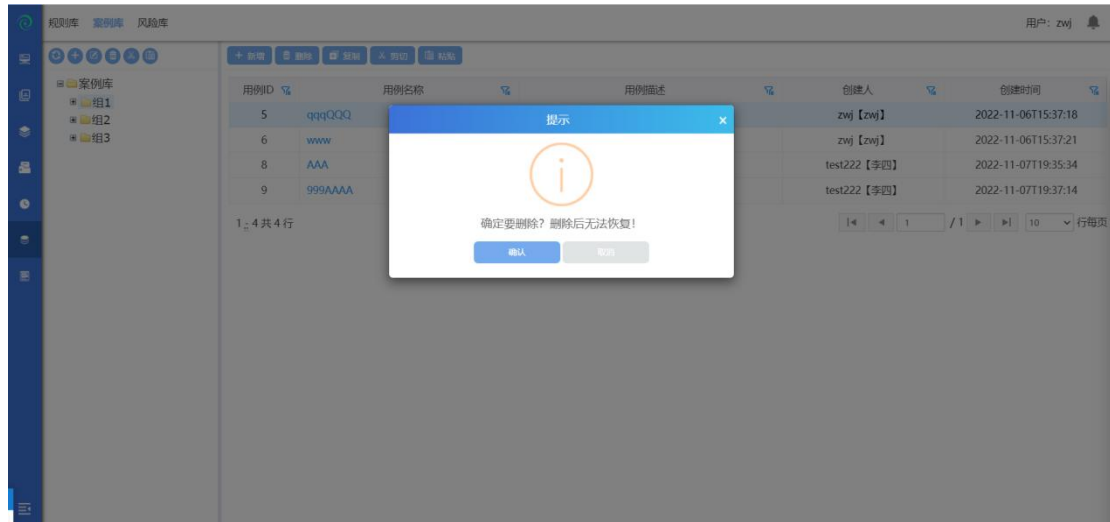 规则库 案例库 风险库 用户：zwj
+ 新增 删除 复制 剪切 粘贴
案例库
组1
组2
组3
用例ID 用例名称 用例描述 创建人 创建时间
5 qqqQQQ zwj【zwj】 2022-11-06T15:37:18
6 www zwj【zwj】 2022-11-06T15:37:21
8 AAA test222【李四】 2022-11-07T19:35:34
9 999AAAA test222【李四】 2022-11-07T19:37:14
1 - 4 共 4 行 1 / 1 10 行每页
提示 ×
确定要删除？删除后无法恢复！
确认 取消